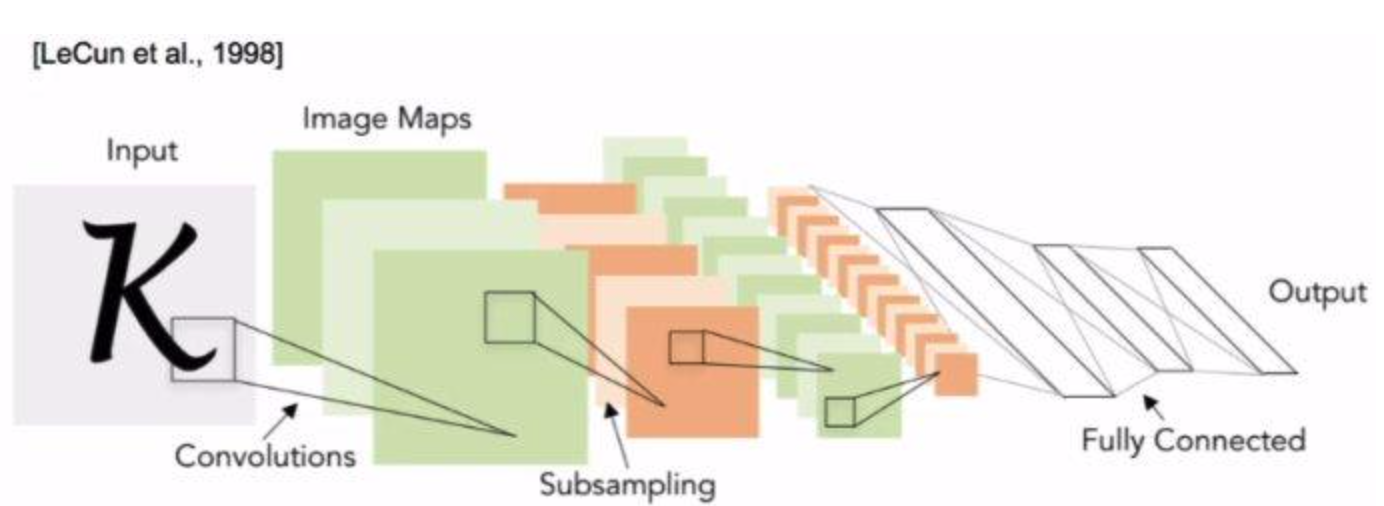 [LeCun et al., 1998]
Image Maps
Input
K
Output
Convolutions
Subsampling
Fully Connected